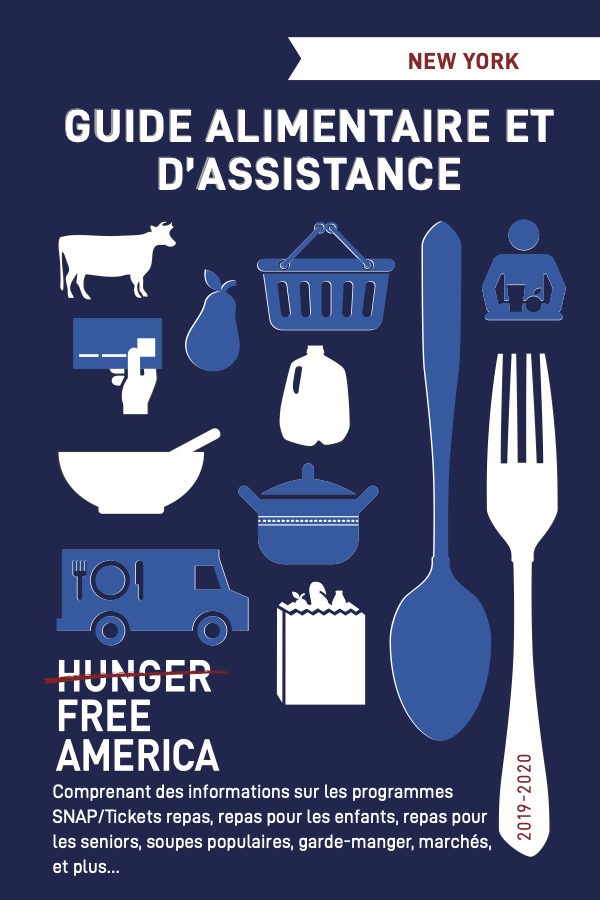 NEW YORK
GUIDE ALIMENTAIRE ET
D'ASSISTANCE
HUNGER
FREE
AMERICA
Comprenant des informations sur les programmes
SNAP/Tickets repas, repas pour les enfants, repas pour
les seniors, soupes populaires, garde-manger, marchés,
et plus...
2019-2020